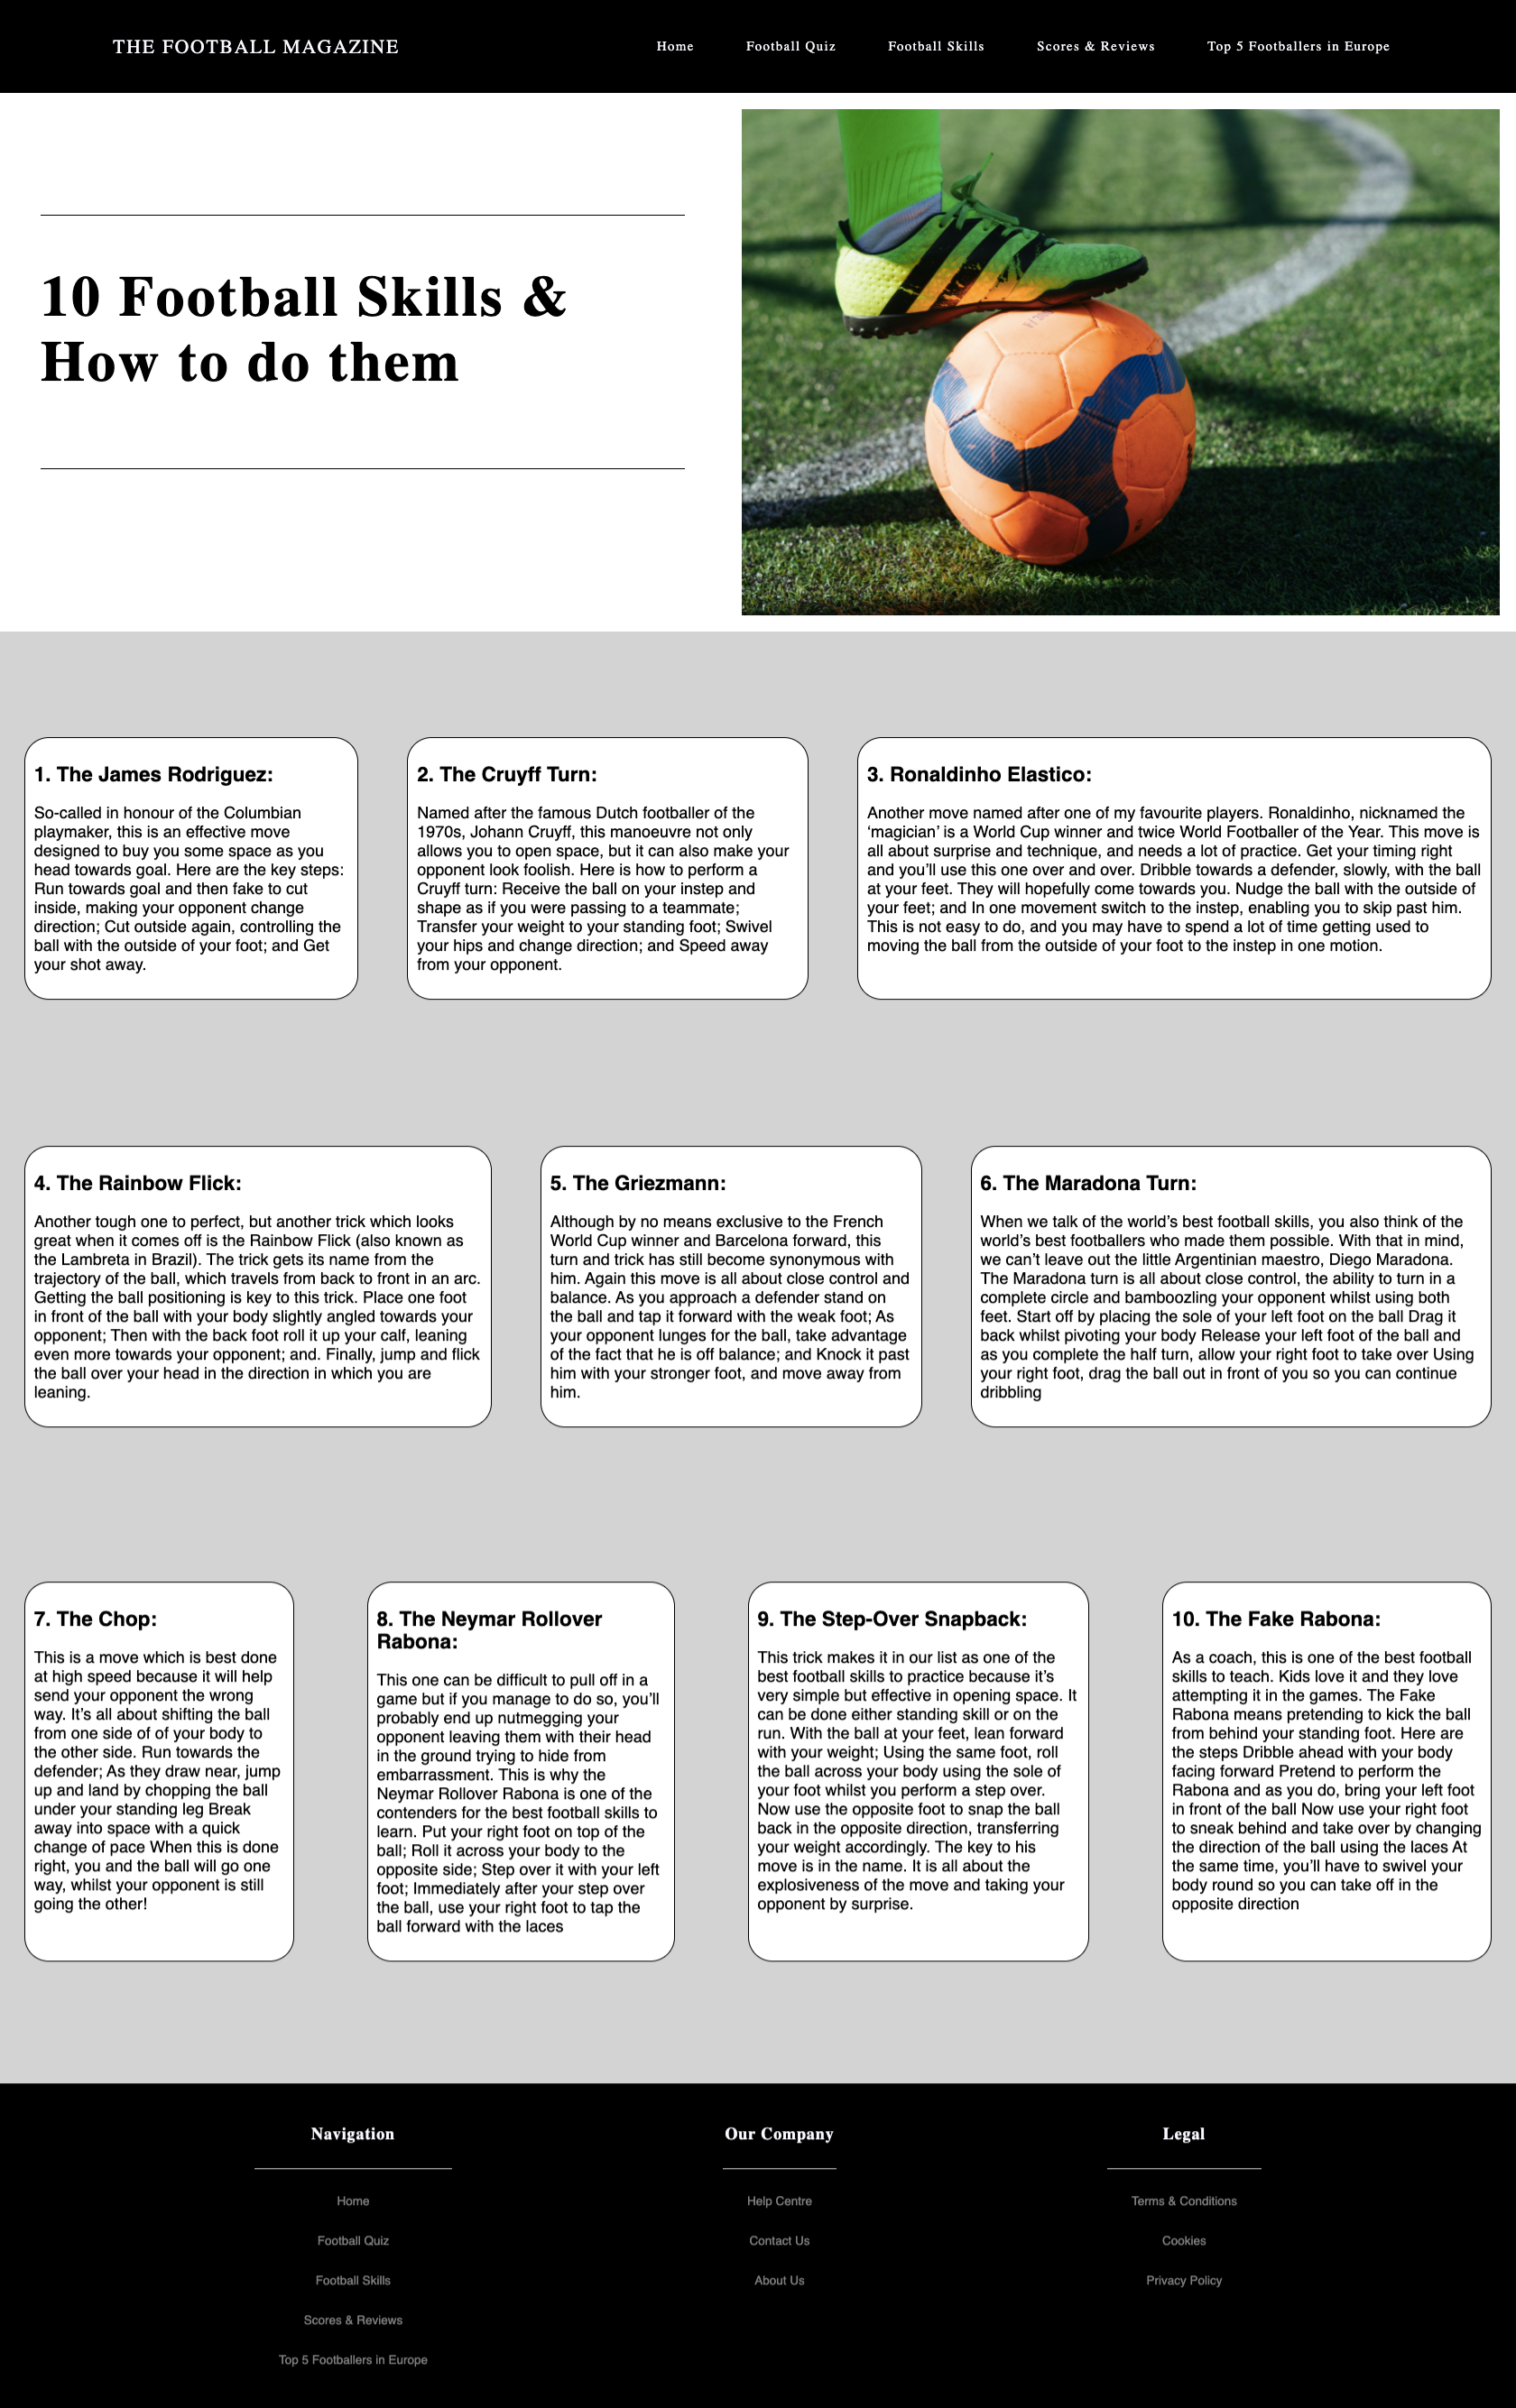 THE FOOTBALL MAGAZINE
Home
Football Quiz
Football Skills
Scores & Reviews
Top 5 Footballers in Europe
10 Football Skills &
How to do them
1. The James Rodriguez:
So-called in honour of the Columbian
playmaker, this is an effective move
designed to buy you some space as you
head towards goal. Here are the key steps:
Run towards goal and then fake to cut
inside, making your opponent change
direction; Cut outside again, controlling the
ball with the outside of your foot; and Get
your shot away.
2. The Cruyff Turn:
Named after the famous Dutch footballer of the
1970s, Johann Cruyff, this manoeuvre not only
allows you to open space, but it can also make your
opponent look foolish. Here is how to perform a
Cruyff turn: Receive the ball on your instep and
shape as if you were passing to a teammate;
Transfer your weight to your standing foot; Swivel
your hips and change direction; and Speed away
from your opponent.
3. Ronaldinho Elastico:
Another move named after one of my favourite players. Ronaldinho, nicknamed the
‘magician’ is a World Cup winner and twice World Footballer of the Year. This move is
all about surprise and technique, and needs a lot of practice. Get your timing right
and you’ll use this one over and over. Dribble towards a defender, slowly, with the ball
at your feet. They will hopefully come towards you. Nudge the ball with the outside of
your feet; and In one movement switch to the instep, enabling you to skip past him.
This is not easy to do, and you may have to spend a lot of time getting used to
moving the ball from the outside of your foot to the instep in one motion.
4. The Rainbow Flick:
Another tough one to perfect, but another trick which looks
great when it comes off is the Rainbow Flick (also known as
the Lambreta in Brazil). The trick gets its name from the
trajectory of the ball, which travels from back to front in an arc.
Getting the ball positioning is key to this trick. Place one foot
in front of the ball with your body slightly angled towards your
opponent; Then with the back foot roll it up your calf, leaning
even more towards your opponent; and. Finally, jump and flick
the ball over your head in the direction in which you are
leaning.
5. The Griezmann:
Although by no means exclusive to the French
World Cup winner and Barcelona forward, this
turn and trick has still become synonymous with
him. Again this move is all about close control and
balance. As you approach a defender stand on
the ball and tap it forward with the weak foot; As
your opponent lunges for the ball, take advantage
of the fact that he is off balance; and Knock it past
him with your stronger foot, and move away from
him.
6. The Maradona Turn:
When we talk of the world’s best football skills, you also think of the
world’s best footballers who made them possible. With that in mind,
we can’t leave out the little Argentinian maestro, Diego Maradona.
The Maradona turn is all about close control, the ability to turn in a
complete circle and bamboozling your opponent whilst using both
feet. Start off by placing the sole of your left foot on the ball Drag it
back whilst pivoting your body Release your left foot of the ball and
as you complete the half turn, allow your right foot to take over Using
your right foot, drag the ball out in front of you so you can continue
dribbling
7. The Chop:
This is a move which is best done
at high speed because it will help
send your opponent the wrong
way. It’s all about shifting the ball
from one side of of your body to
the other side. Run towards the
defender; As they draw near, jump
up and land by chopping the ball
under your standing leg Break
away into space with a quick
change of pace When this is done
right, you and the ball will go one
way, whilst your opponent is still
going the other!
8. The Neymar Rollover
Rabona:
This one can be difficult to pull off in a
game but if you manage to do so, you’ll
probably end up nutmegging your
opponent leaving them with their head
in the ground trying to hide from
embarrassment. This is why the
Neymar Rollover Rabona is one of the
contenders for the best football skills to
learn. Put your right foot on top of the
ball; Roll it across your body to the
opposite side; Step over it with your left
foot; Immediately after your step over
the ball, use your right foot to tap the
ball forward with the laces
9. The Step-Over Snapback:
This trick makes it in our list as one of the
best football skills to practice because it’s
very simple but effective in opening space. It
can be done either standing skill or on the
run. With the ball at your feet, lean forward
with your weight; Using the same foot, roll
the ball across your body using the sole of
your foot whilst you perform a step over.
Now use the opposite foot to snap the ball
back in the opposite direction, transferring
your weight accordingly. The key to his
move is in the name. It is all about the
explosiveness of the move and taking your
opponent by surprise.
10. The Fake Rabona:
As a coach, this is one of the best football
skills to teach. Kids love it and they love
attempting it in the games. The Fake
Rabona means pretending to kick the ball
from behind your standing foot. Here are
the steps Dribble ahead with your body
facing forward Pretend to perform the
Rabona and as you do, bring your left foot
in front of the ball Now use your right foot
to sneak behind and take over by changing
the direction of the ball using the laces At
the same time, you’ll have to swivel your
body round so you can take off in the
opposite direction
Navigation
Home
Football Quiz
Football Skills
Scores & Reviews
Top 5 Footballers in Europe
Our Company
Help Centre
Contact Us
About Us
Legal
Terms & Conditions
Cookies
Privacy Policy